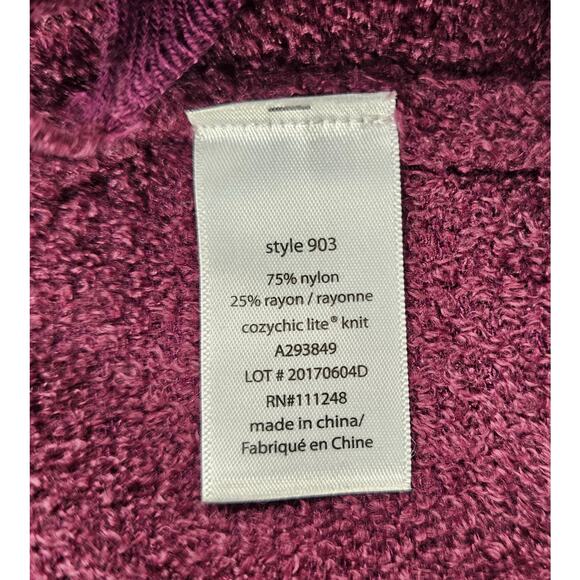 style 903
75% nylon
25% rayon / rayonne
cozychic lite® knit
A293849
LOT # 20170604D
RN#111248
made in china/
Fabriqué en Chine